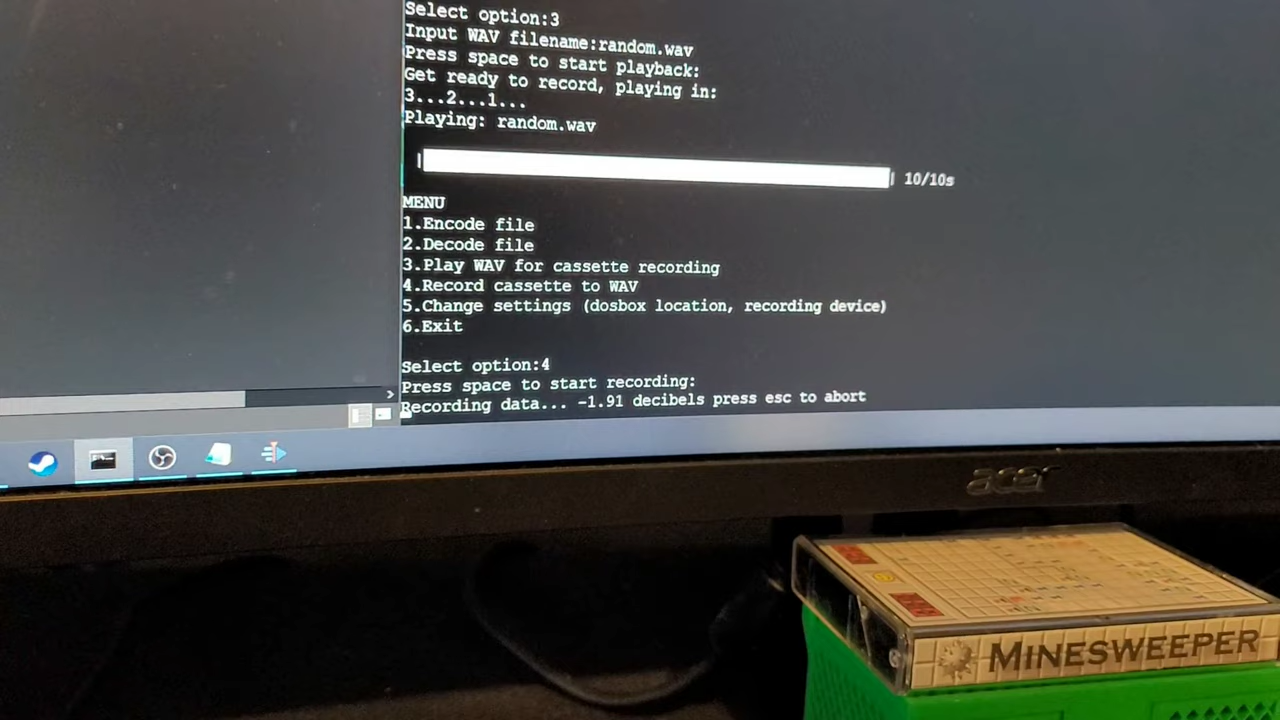 Select option:3
Input WAV filename:random.wav
Press space to start playback:
Get ready to record, playing in:
3...2...1...
Playing: random.wav
| | 10/10s
MENU
1.Encode file
2.Decode file
3.Play WAV for cassette recording
4.Record cassette to WAV
5.Change settings (dosbox location, recording device)
6.Exit
Select option:4
Press space to start recording:
Recording data... -1.91 decibels press esc to abort
acer
MINESWEEPER